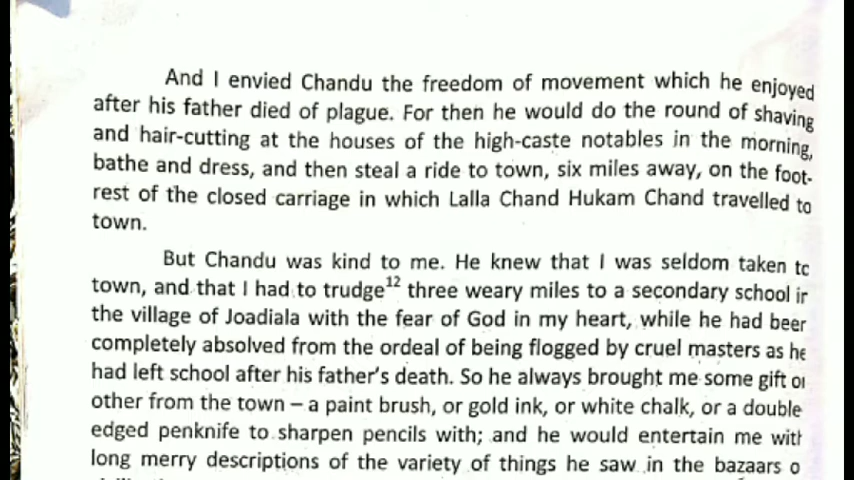 And I envied Chandu the freedom of movement which he enjoyed
after his father died of plague. For then he would do the round of shaving
and hair-cutting at the houses of the high-caste notables in the morning,
bathe and dress, and then steal a ride to town, six miles away, on the foot-
rest of the closed carriage in which Lalla Chand Hukam Chand travelled to
town.
But Chandu was kind to me. He knew that I was seldom taken
town, and that I had to trudge12 three weary miles to a secondary school
the village of Joadiala with the fear of God in my heart, while he had
completely absolved from the ordeal of being flogged by cruel masters as he
had left school after his father's death. So he always brought me some gift
other from the town – a paint brush, or gold ink, or white chalk, or a double
edged penknife to sharpen pencils with; and he would entertain me
long merry descriptions of the variety of things he saw in the bazaars